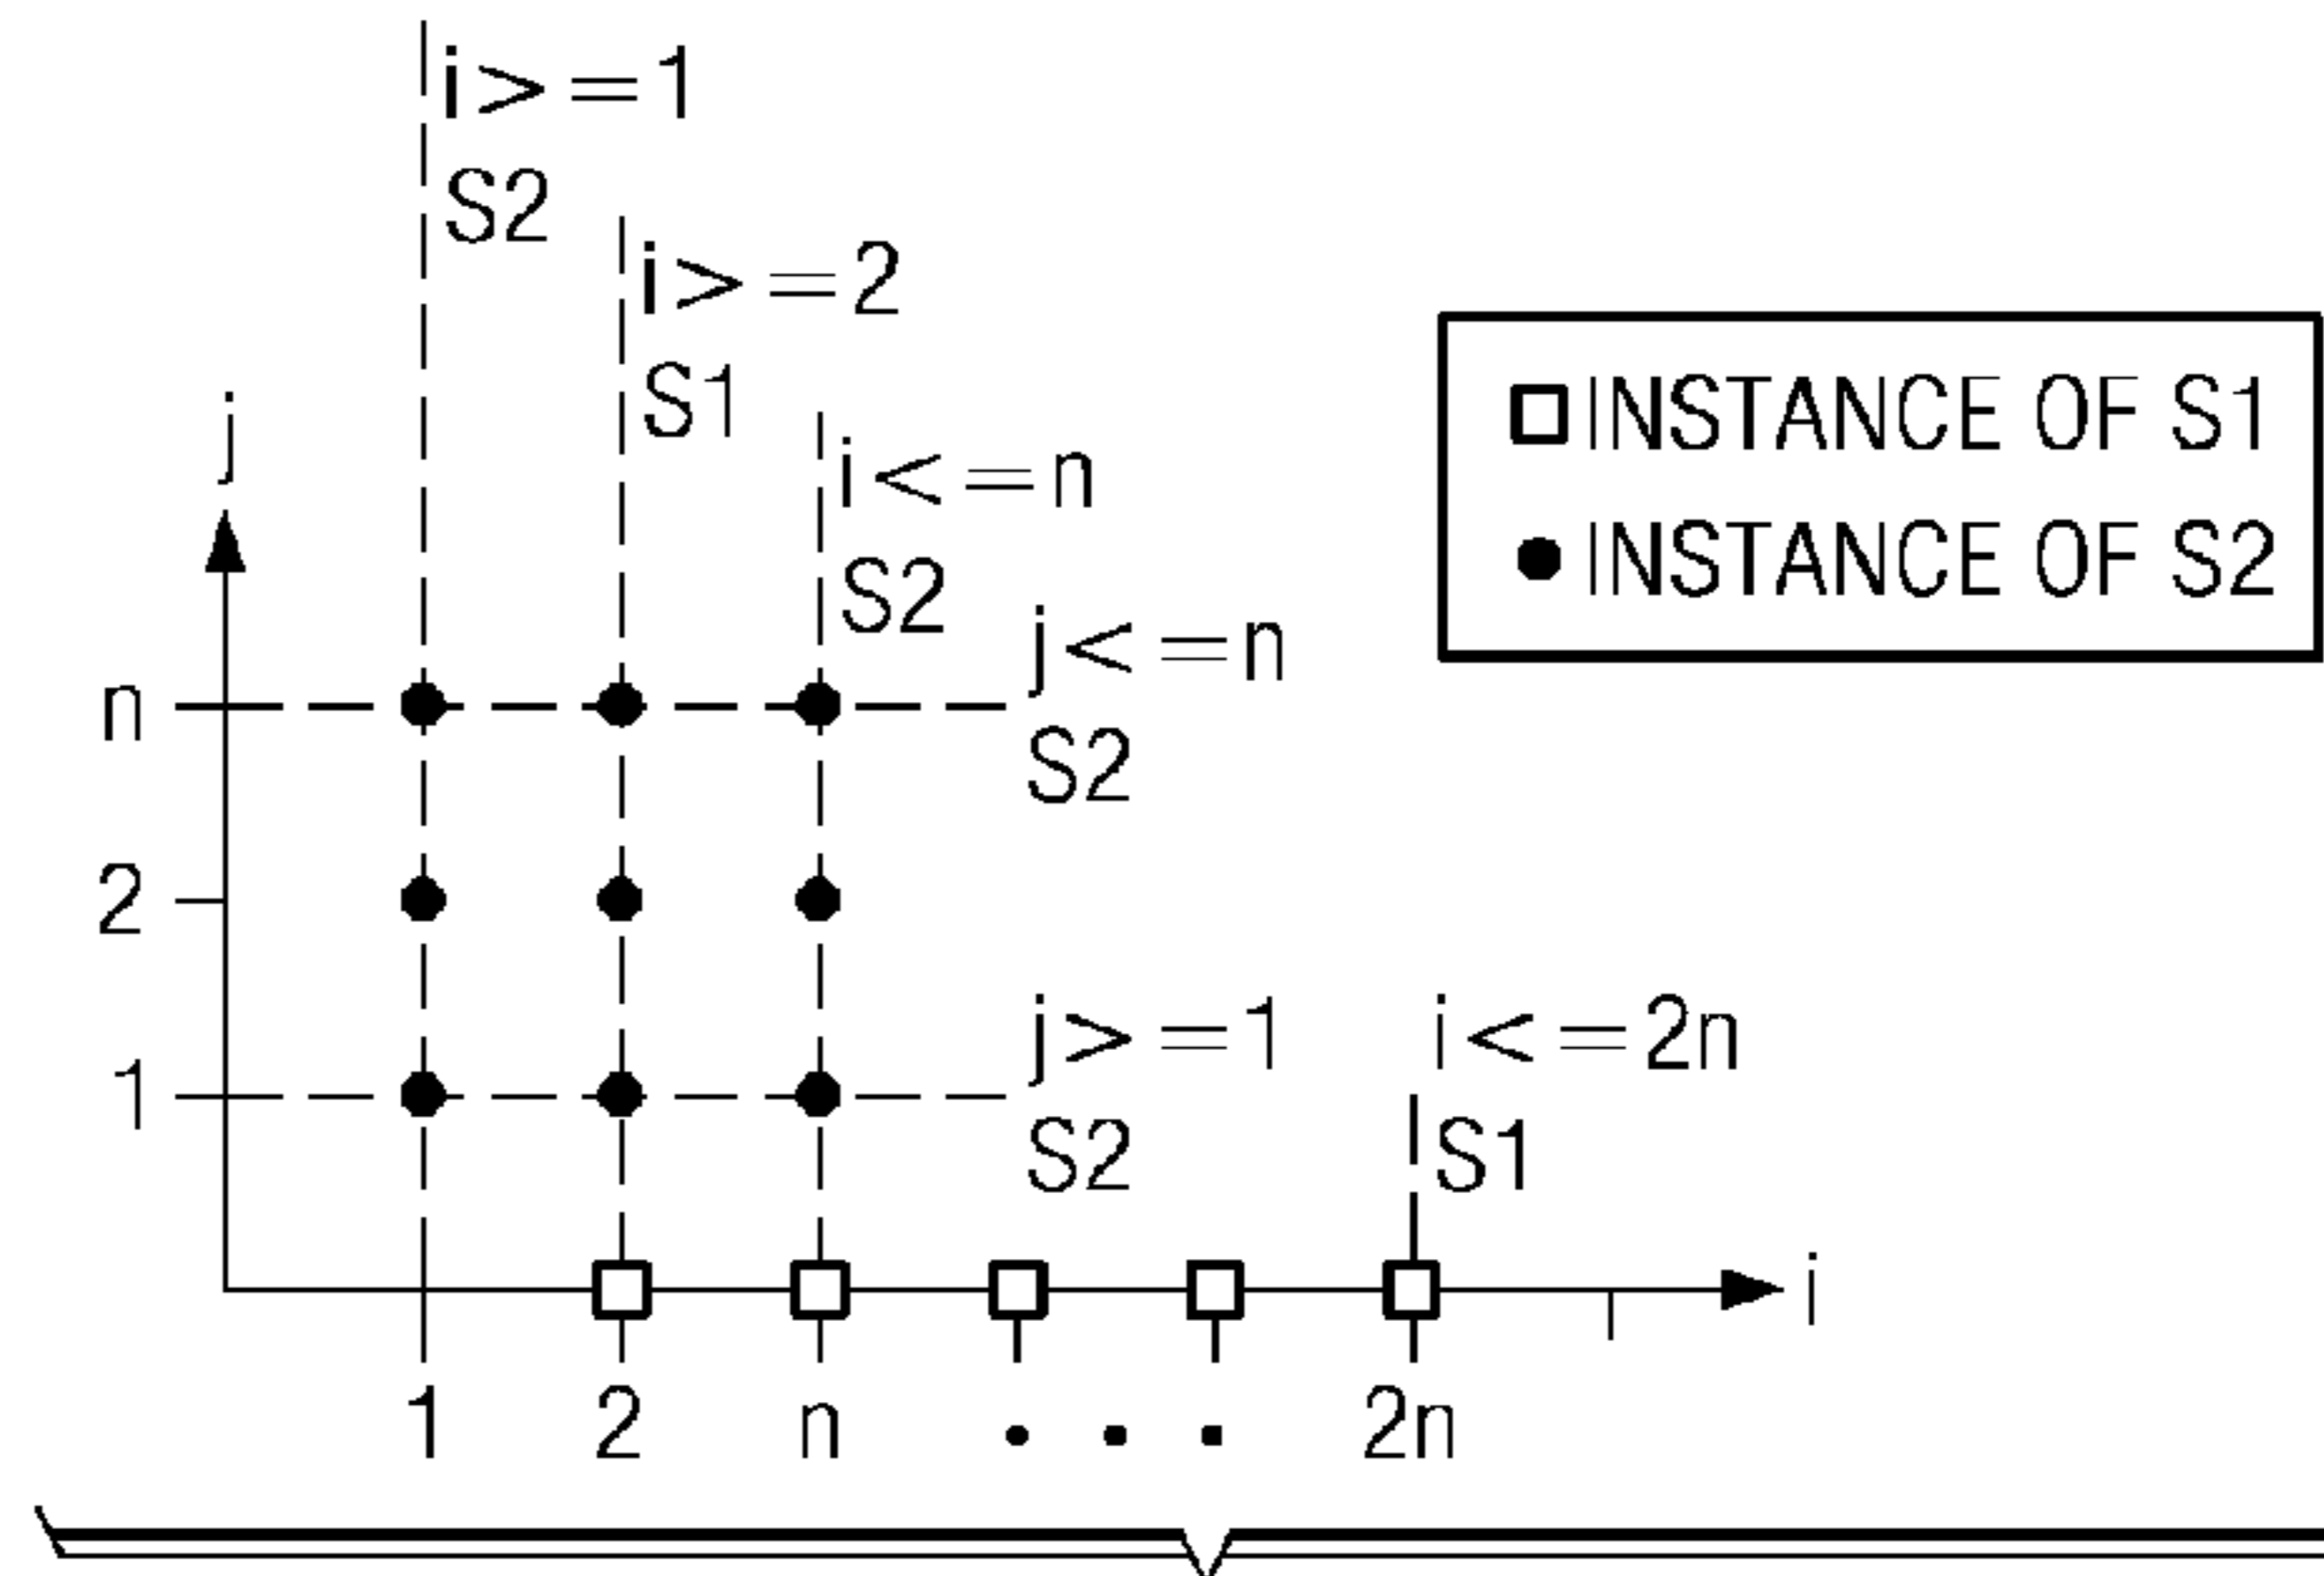 i>=1
S2
i>=2
S1
i<=n
S2
j
j<=n
S2
n
2
1
j>=1
S2
i<=2n
S1
i
1 2 n • • • 2n
INSTANCE OF S1
INSTANCE OF S2